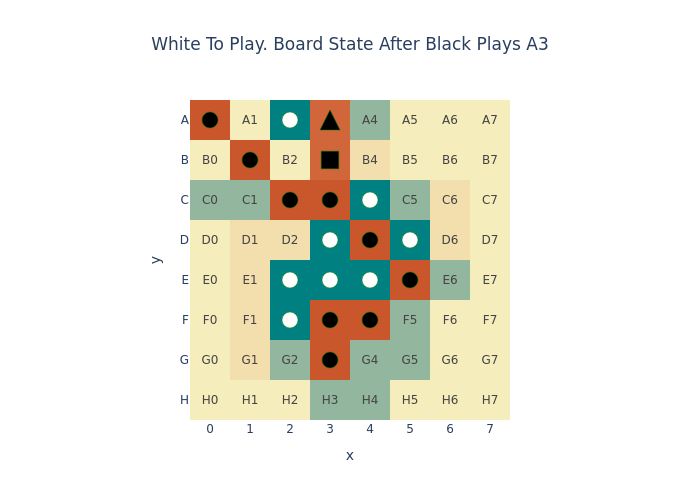 White To Play. Board State After Black Plays A3
A A1 A4 A5 A6 A7
B B0 B2 B4 B5 B6 B7
C C0 C1 C5 C6 C7
D D0 D1 D2 D6 D7
E E0 E1 E6 E7
F F0 F1 F5 F6 F7
G G0 G1 G2 G4 G5 G6 G7
H H0 H1 H2 H3 H4 H5 H6 H7
0 1 2 3 4 5 6 7
x
y